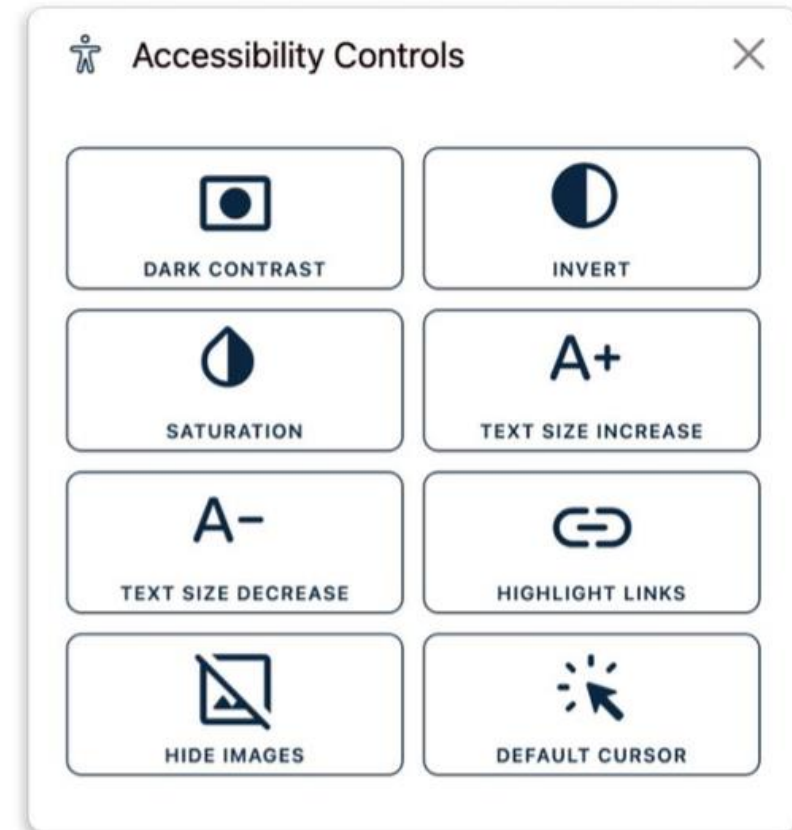 Accessibility Controls
DARK CONTRAST
INVERT
SATURATION
A+
TEXT SIZE INCREASE
A-
TEXT SIZE DECREASE
HIGHLIGHT LINKS
HIDE IMAGES
DEFAULT CURSOR